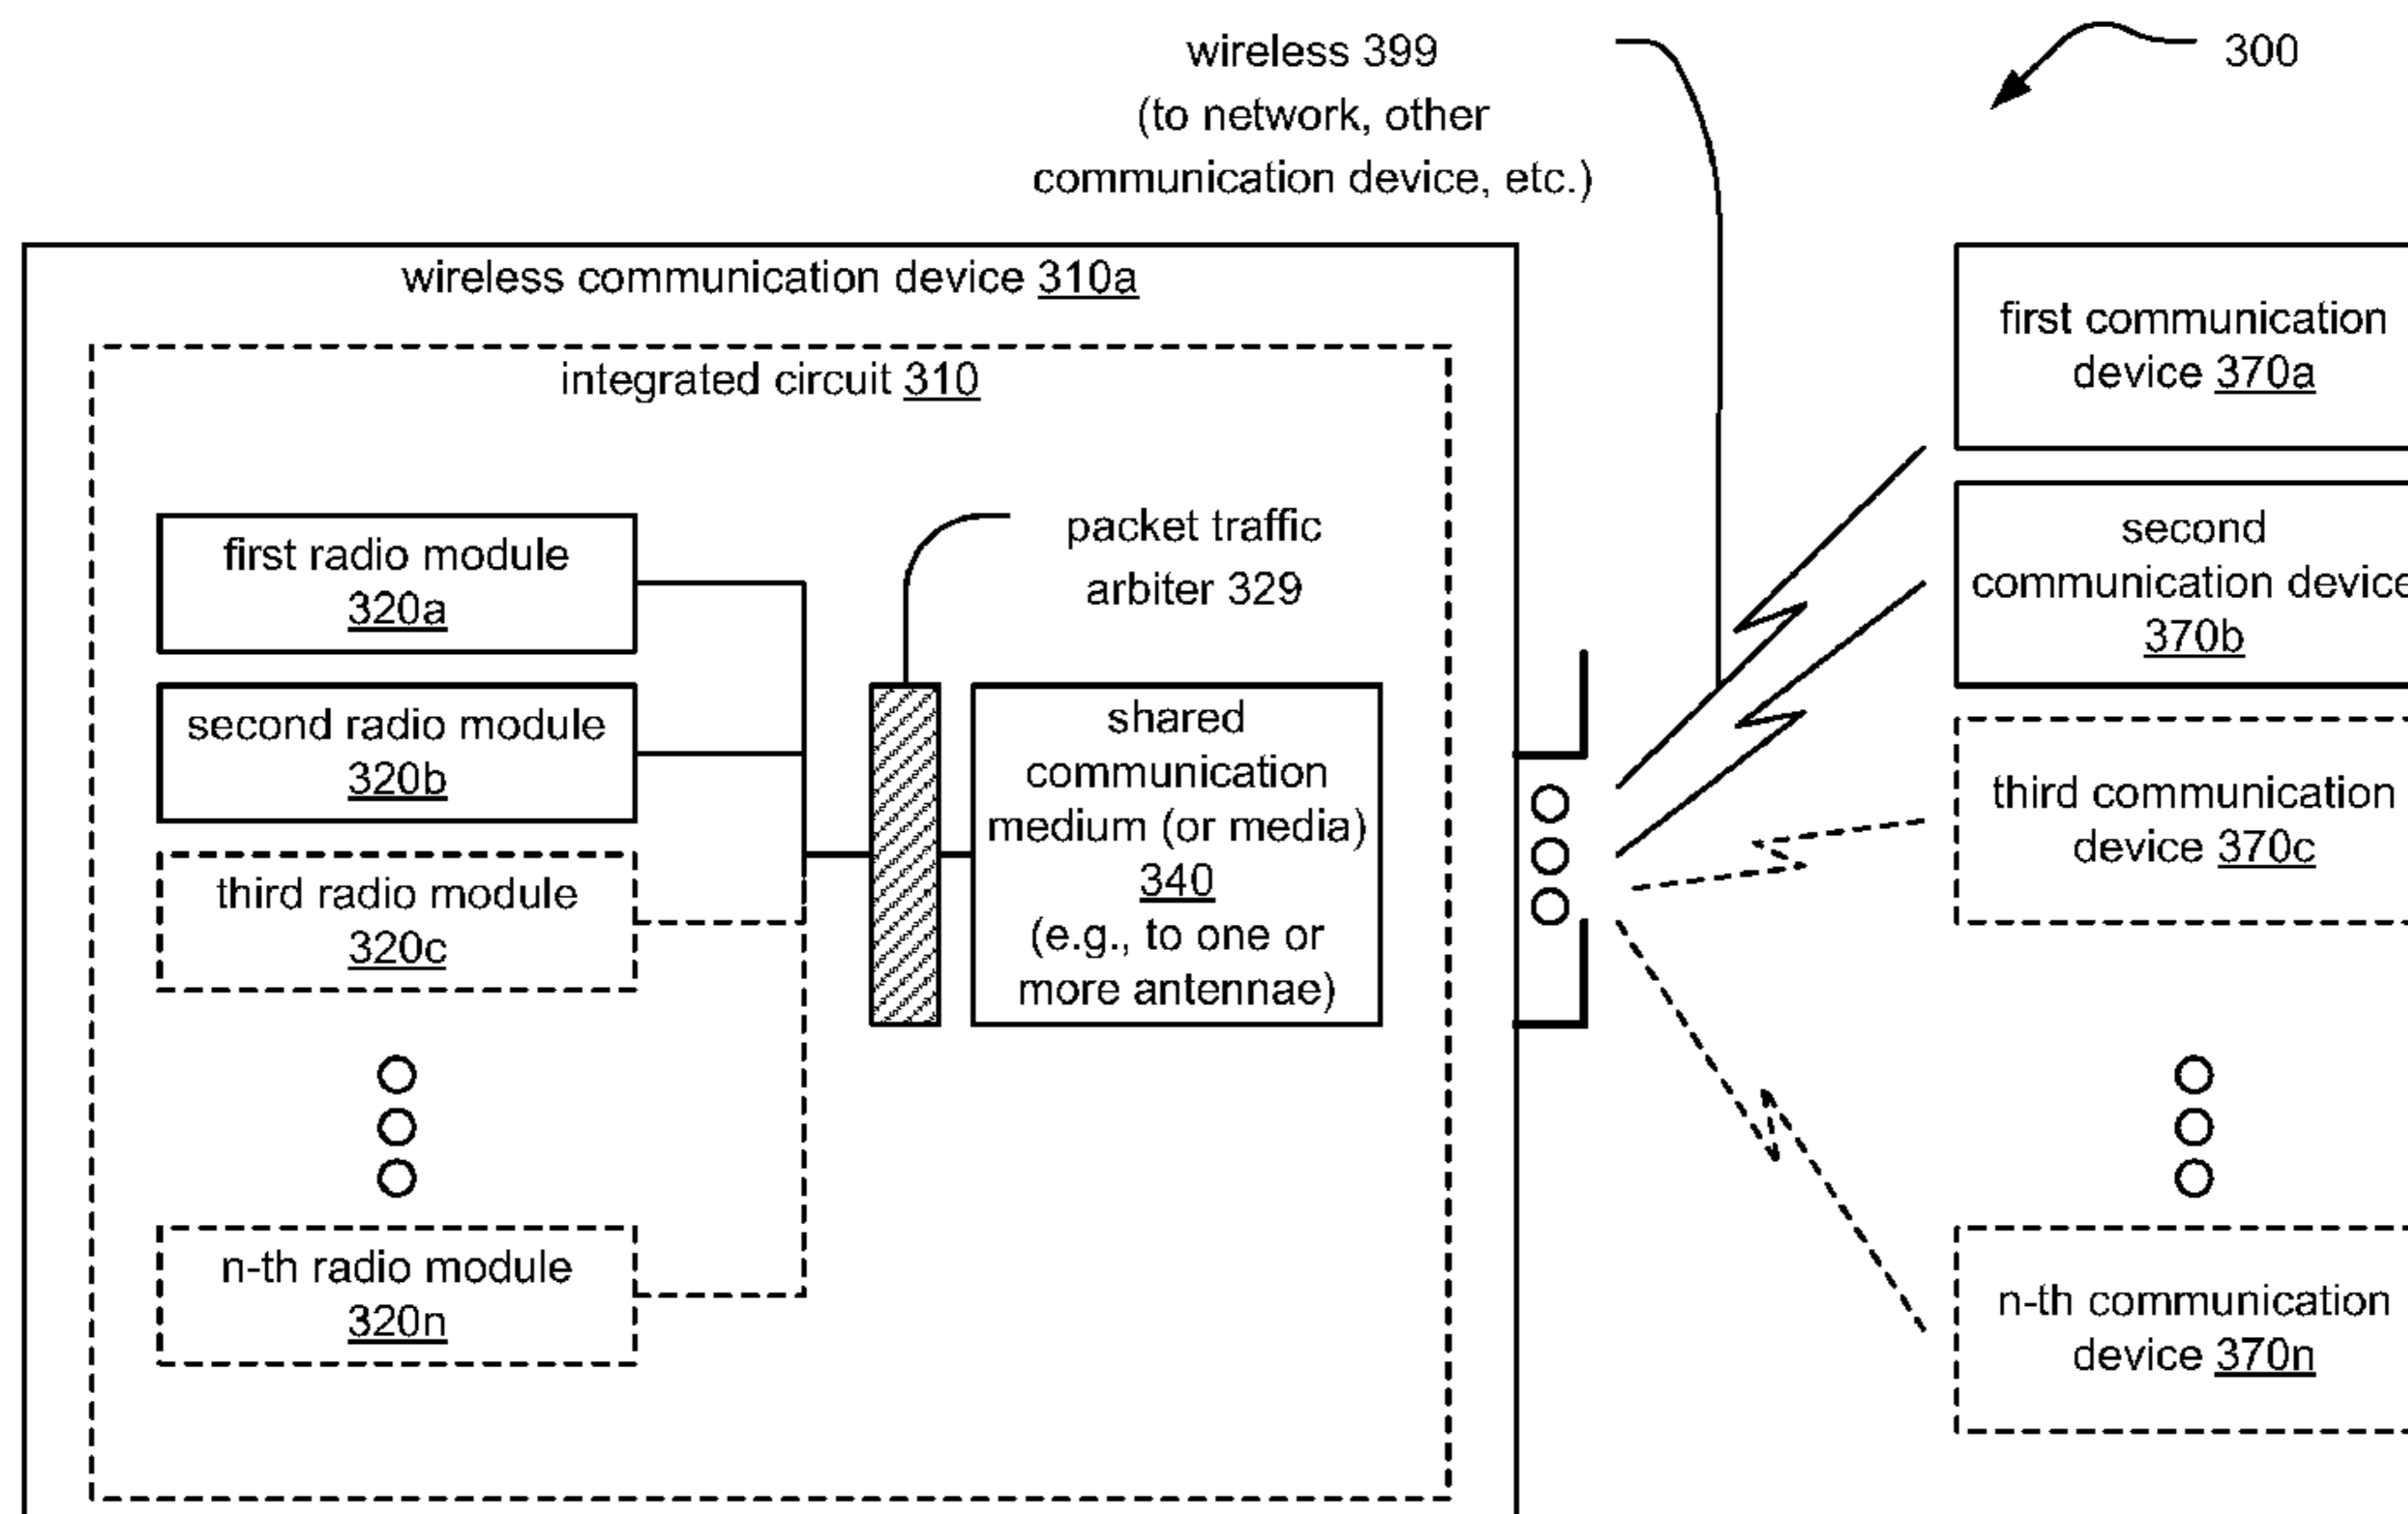 wireless 399
(to network, other
communication device, etc.)
300
wireless communication device 310a
integrated circuit 310
first radio module
320a
second radio module
320b
third radio module
320c
n-th radio module
320n
packet traffic
arbiter 329
shared
communication
medium (or media)
340
(e.g., to one or
more antennae)
first communication
device 370a
second
communication device
370b
third communication
device 370c
n-th communication
device 370n